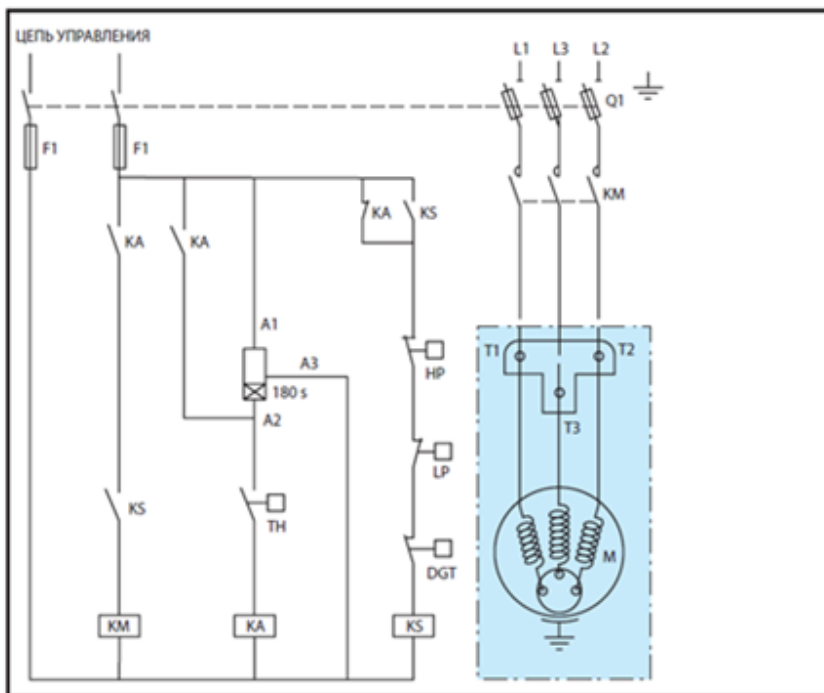 ЦЕПЬ УПРАВЛЕНИЯ
L1 L3 L2
Q1
F1 F1
KM
KA KS
KA KA
A1
T1 T2
A3
HP
180 s
A2
T3
LP
KS
TH
M
DGT
KM KA KS